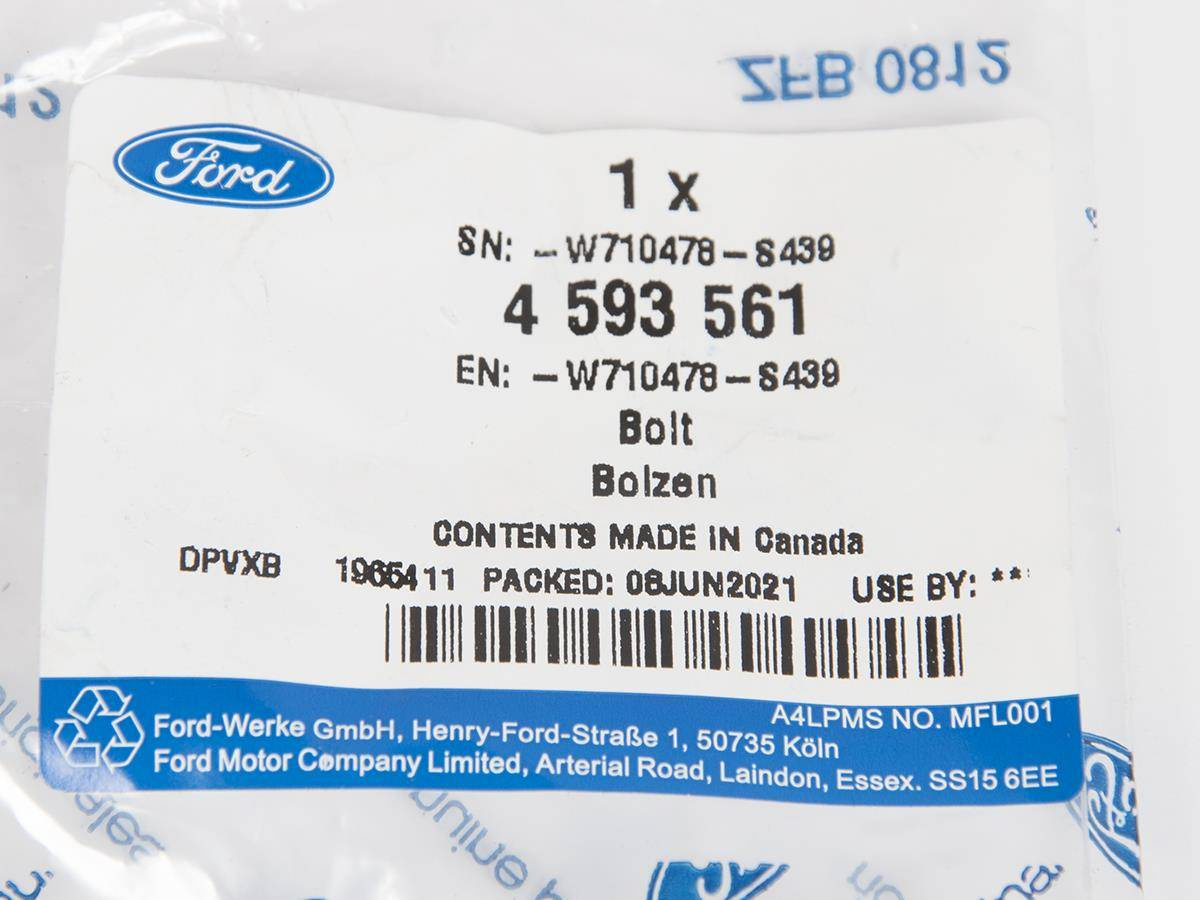 ZFB 0812
12
Ford
1 x
SN: -W710478-S439
4 593 561
EN: -W710478-S439
Bolt
Bolzen
CONTENTS MADE IN Canada
DPVXB 1965411 PACKED: 08JUN2021 USE BY: **
A4LPMS NO. MFL001
Ford-Werke GmbH, Henry-Ford-Straße 1, 50735 Köln
Ford Motor Company Limited, Arterial Road, Laindon, Essex. SS15 6EE